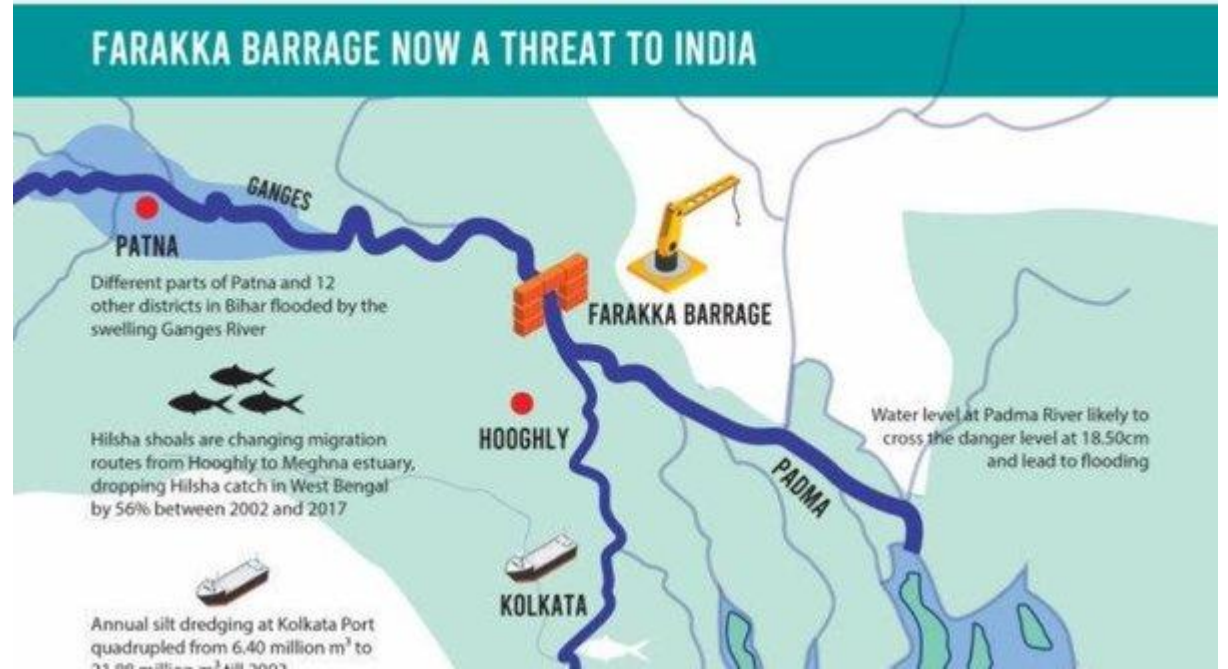 FARAKKA BARRAGE NOW A THREAT TO INDIA
GANGES
PATNA
Different parts of Patna and 12
other districts in Bihar flooded by the
swelling Ganges River
FARAKKA BARRAGE
Hilsha shoals are changing migration
routes from Hooghly to Meghna estuary,
dropping Hilsha catch in West Bengal
by 56% between 2002 and 2017
HOOGHLY
Water level at Padma River likely to
cross the danger level at 18.50cm
and lead to flooding
PADMA
KOLKATA
Annual silt dredging at Kolkata Port
quadrupled from 6.40 million m³ to
million m³ till